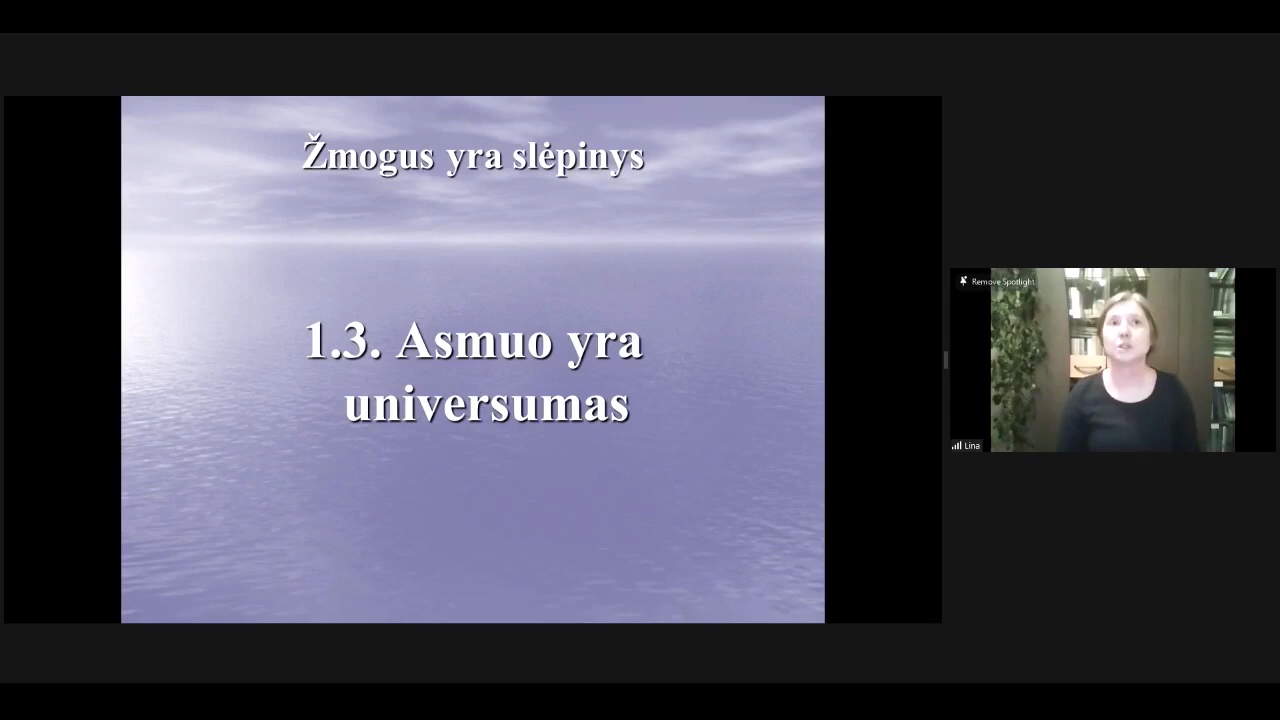 Žmogus yra slėpinys
1.3. Asmuo yra
universumas
Remove Spotlight
Lina